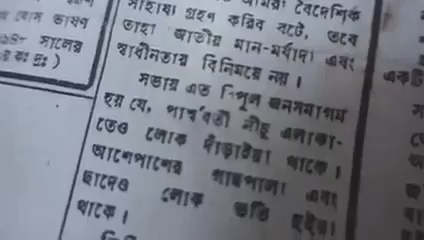 সাহায্য গ্রহণ করিব বটে, তবে
তাহা জাতীয় মান-মর্যাদা এবং
স্বাধীনতার বিনিময়ে নয়।
সভায় এত বিপুল জনসমাগম
হয় যে, পার্শ্ববর্তী নীচু এলাকা-
তেও লোক দাঁড়াইয়া থাকে।
আশেপাশের গাছপালা এবং
ছাদেও লোক ভর্তি হইয়া
থাকে।